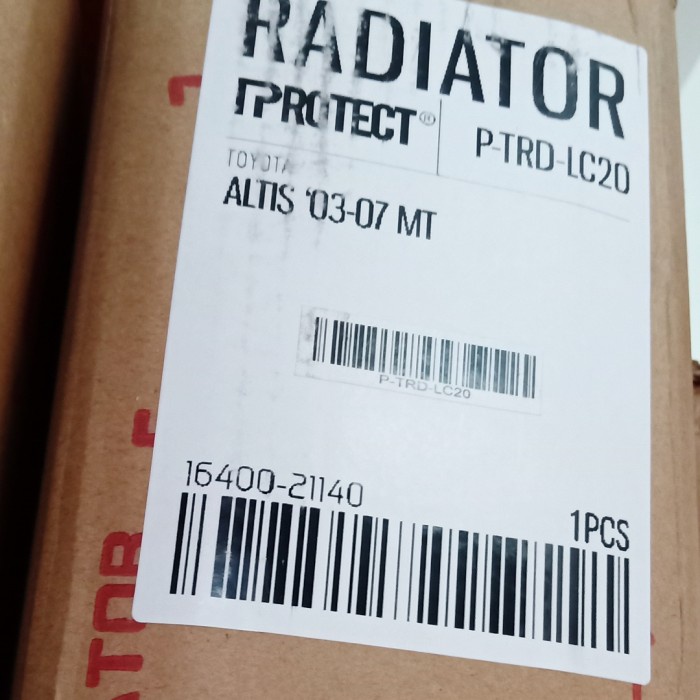 RADIATOR
PROTECT® P-TRD-LC20
TOYOTA
ALTIS '03-07 MT
P-TRD-LC20
16400-21140
1PCS